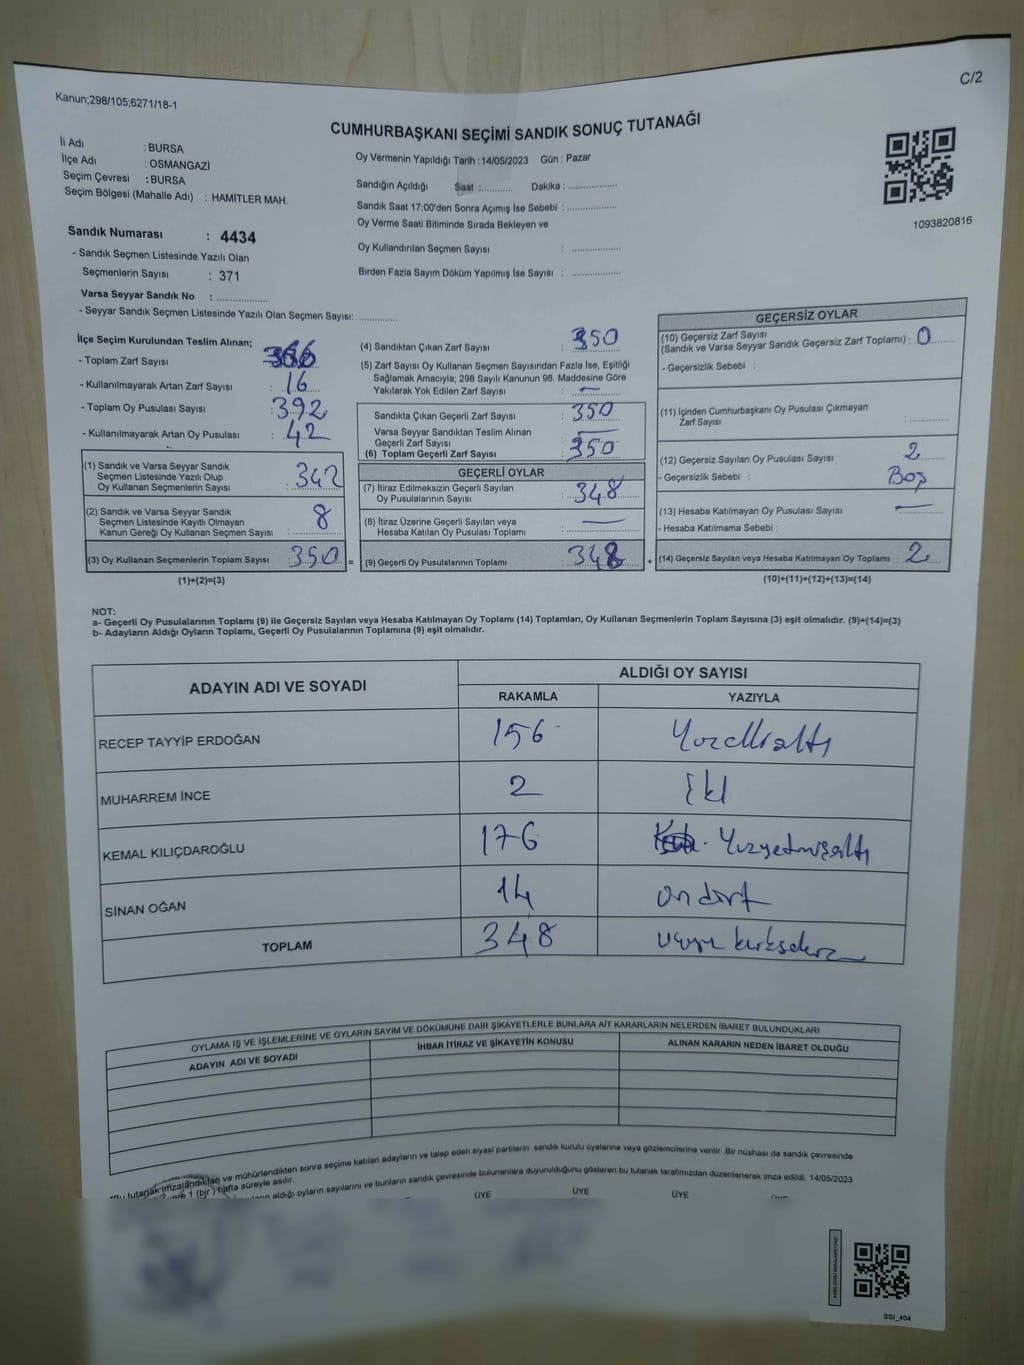 C/2
Kanun;298/105;6271/18-1
CUMHURBAŞKANI SEÇİMİ SANDIK SONUÇ TUTANAĞI
İl Adı : BURSA
İlçe Adı : OSMANGAZİ
Seçim Çevresi : BURSA
Seçim Bölgesi (Mahalle Adı) : HAMİTLER MAH.
Sandık Numarası : 4434
- Sandık Seçmen Listesinde Yazılı Olan
Seçmenlerin Sayısı : 371
Varsa Seyyar Sandık No : ..................
- Seyyar Sandık Seçmen Listesinde Yazılı Olan Seçmen Sayısı: .............
Oy Vermenin Yapıldığı Tarih :14/05/2023 Gün : Pazar
Sandığın Açıldığı Saat :.......... Dakika : ................
Sandık Saat 17:00'den Sonra Açımış İse Sebebi : ................
Oy Verme Saati Bitiminde Sırada Bekleyen ve
Oy Kullandırılan Seçmen Sayısı : ................
Birden Fazla Sayım Döküm Yapılmış İse Sayısı : ................
1093820816
İlçe Seçim Kurulundan Teslim Alınan;
- Toplam Zarf Sayısı :
- Kullanılmayarak Artan Zarf Sayısı : 16
- Toplam Oy Pusulası Sayısı : 392
- Kullanılmayarak Artan Oy Pusulası : 42
(1) Sandık ve Varsa Seyyar Sandık
Seçmen Listesinde Yazılı Olup
Oy Kullanan Seçmenlerin Sayısı : 342
(2) Sandık ve Varsa Seyyar Sandık
Seçmen Listesinde Kayıtlı Olmayan
Kanun Gereği Oy Kullanan Seçmen Sayısı : 8
(3) Oy Kullanan Seçmenlerin Toplam Sayısı : 350 =
(1)+(2)=(3)
(4) Sandıktan Çıkan Zarf Sayısı : 350
(5) Zarf Sayısı Oy Kullanan Seçmen Sayısından Fazla İse, Eşitliği
Sağlamak Amacıyla; 298 Sayılı Kanunun 98. Maddesine Göre
Yakılarak Yok Edilen Zarf Sayısı : —
Sandıkta Çıkan Geçerli Zarf Sayısı : 350
Varsa Seyyar Sandıktan Teslim Alınan
Geçerli Zarf Sayısı : —
(6) Toplam Geçerli Zarf Sayısı : 350
GEÇERLİ OYLAR
(7) İtiraz Edilmeksizin Geçerli Sayılan
Oy Pusulalarının Sayısı : 348
(8) İtiraz Üzerine Geçerli Sayılan veya
Hesaba Katılan Oy Pusulası Toplamı : —
(9) Geçerli Oy Pusulalarının Toplamı : 348 +
GEÇERSİZ OYLAR
(10) Geçersiz Zarf Sayısı
(Sandık ve Varsa Seyyar Sandık Geçersiz Zarf Toplamı) : 0
- Geçersizlik Sebebi :
(11) İçinden Cumhurbaşkanı Oy Pusulası Çıkmayan
Zarf Sayısı : ................
(12) Geçersiz Sayılan Oy Pusulası Sayısı : 2
- Geçersizlik Sebebi : Boş
(13) Hesaba Katılmayan Oy Pusulası Sayısı : —
- Hesaba Katılmama Sebebi :
(14) Geçersiz Sayılan veya Hesaba Katılmayan Oy Toplamı : 2
(10)+(11)+(12)+(13)=(14)
NOT:
a- Geçerli Oy Pusulalarının Toplamı (9) ile Geçersiz Sayılan veya Hesaba Katılmayan Oy Toplamı (14) Toplamları, Oy Kullanan Seçmenlerin Toplam Sayısına (3) eşit olmalıdır. (9)+(14)=(3)
b- Adayların Aldığı Oyların Toplamı, Geçerli Oy Pusulalarının Toplamına (9) eşit olmalıdır.
ADAYIN ADI VE SOYADI ALDIĞI OY SAYISI
RAKAMLA YAZIYLA
RECEP TAYYİP ERDOĞAN 156 Yüzellialtı
MUHARREM İNCE 2 İki
KEMAL KILIÇDAROĞLU 176 Yüzyetmişaltı
SİNAN OĞAN 14 ondört
TOPLAM 348 üçyüz kırksekiz
OYLAMA İŞ VE İŞLEMLERİNE VE OYLARIN SAYIM VE DÖKÜMÜNE DAİR ŞİKAYETLERLE BUNLARA AİT KARARLARIN NELERDEN İBARET BULUNDUKLARI
ADAYIN ADI VE SOYADI İHBAR İTİRAZ VE ŞİKAYETİN KONUSU ALINAN KARARIN NEDEN İBARET OLDUĞU
tutanak imzalandıktan ve mühürlendikten sonra seçime katılan adayların ve talep eden siyasi partilerin sandık kurulu üyelerine veya gözlemcilerine verilir. Bir nüshası da sandık çevresinde
1 (bir) hafta süreyle asılır.
aldığı oyların sayılarını ve bunların sandık çevresinde bulunanlara duyurulduğunu gösteren bu tutanak tarafımızdan düzenlenerek imza edildi. 14/05/2023
ÜYE ÜYE ÜYE
SSI_404